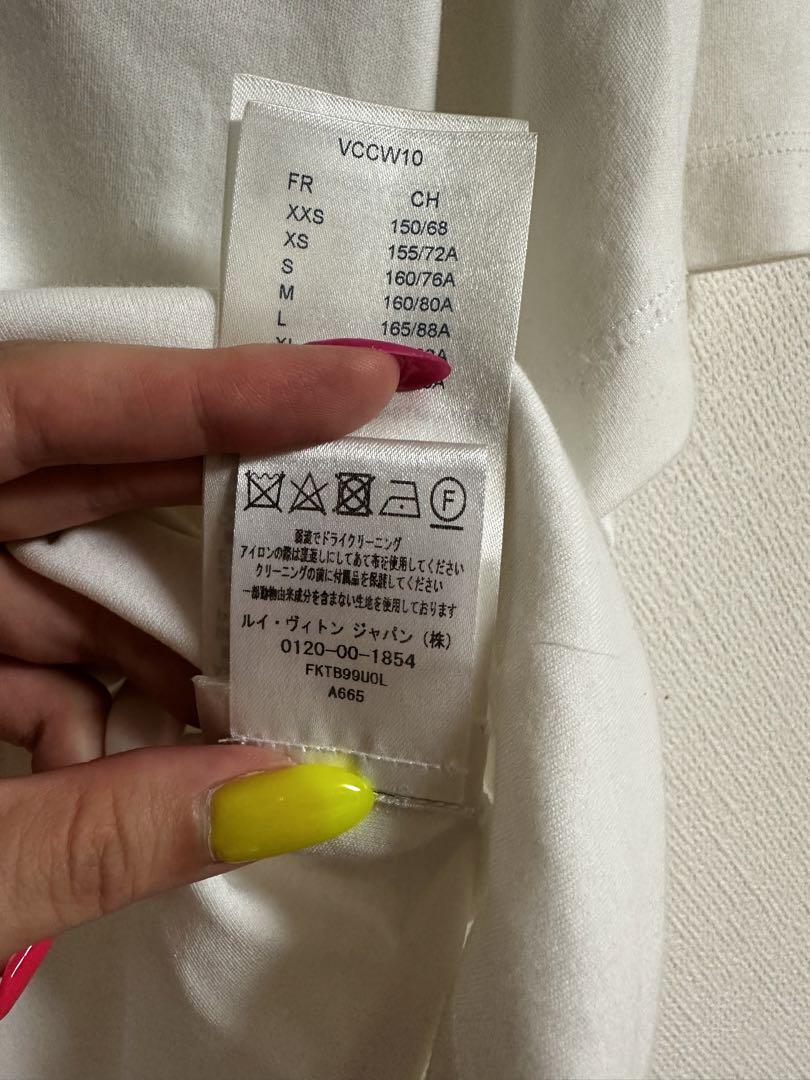 VCCW10
FR CH
XXS 150/68
XS 155/72A
S 160/76A
M 160/80A
L 165/88A
F
弱流でドライクリーニング
アイロンの際は裏返しにしてあて布を使用してください
クリーニングの前に付属品を保護してください
一部動物由来成分を含まない生地を使用しております
ルイ・ヴィトン ジャパン (株)
0120-00-1854
FKTB99U0L
A665